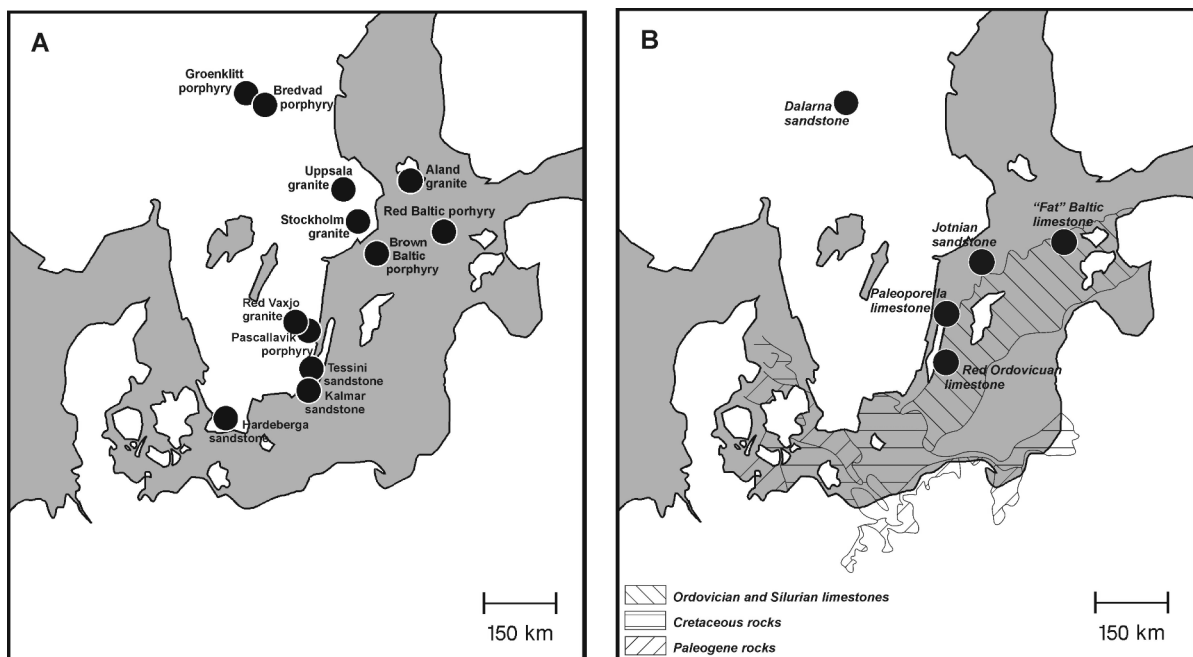 A
Groenklitt
porphyry
Bredvad
porphyry
Uppsala
granite
Aland
granite
Stockholm
granite
Red Baltic porhyry
Brown
Baltic
porphyry
Red Vaxjo
granite
Pascallavik
porphyry
Tessini
sandstone
Kalmar
sandstone
Hardeberga
sandstone
150 km
B
Dalarna
sandstone
“Fat” Baltic
limestone
Jotnian
sandstone
Paleoporella
limestone
Red Ordovicuan
limestone
Ordovician and Silurian limestones
Cretaceous rocks
Paleogene rocks
150 km